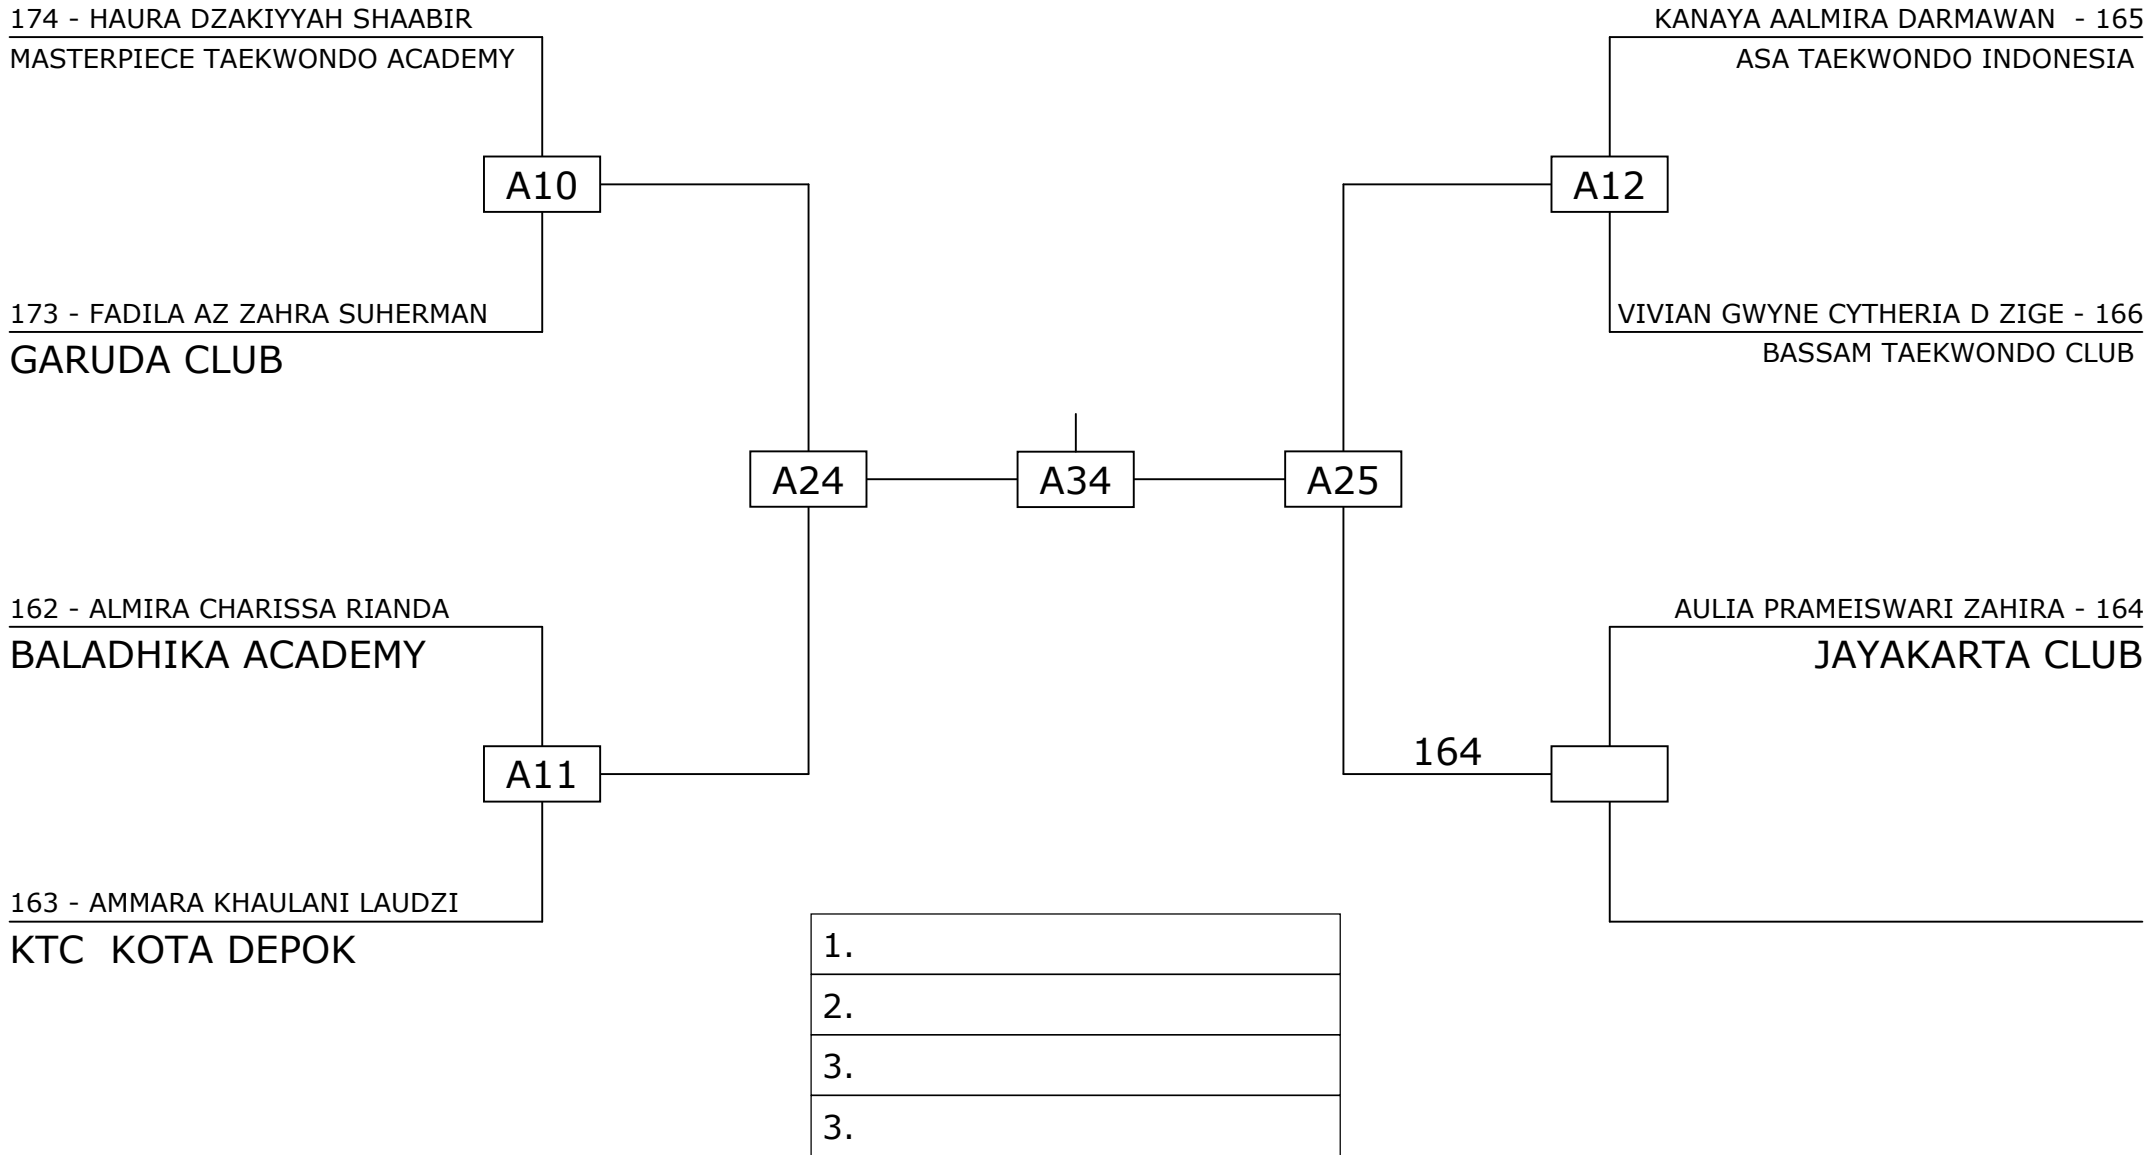 174 - HAURA DZAKIYYAH SHAABIR
MASTERPIECE TAEKWONDO ACADEMY
KANAYA AALMIRA DARMAWAN  - 165
ASA TAEKWONDO INDONESIA
A10
A12
173 - FADILA AZ ZAHRA SUHERMAN
GARUDA CLUB
VIVIAN GWYNE CYTHERIA D ZIGE - 166
BASSAM TAEKWONDO CLUB
A24
A34
A25
162 - ALMIRA CHARISSA RIANDA
BALADHIKA ACADEMY
AULIA PRAMEISWARI ZAHIRA - 164
JAYAKARTA CLUB
A11
164
163 - AMMARA KHAULANI LAUDZI
KTC  KOTA DEPOK
1.
2.
3.
3.